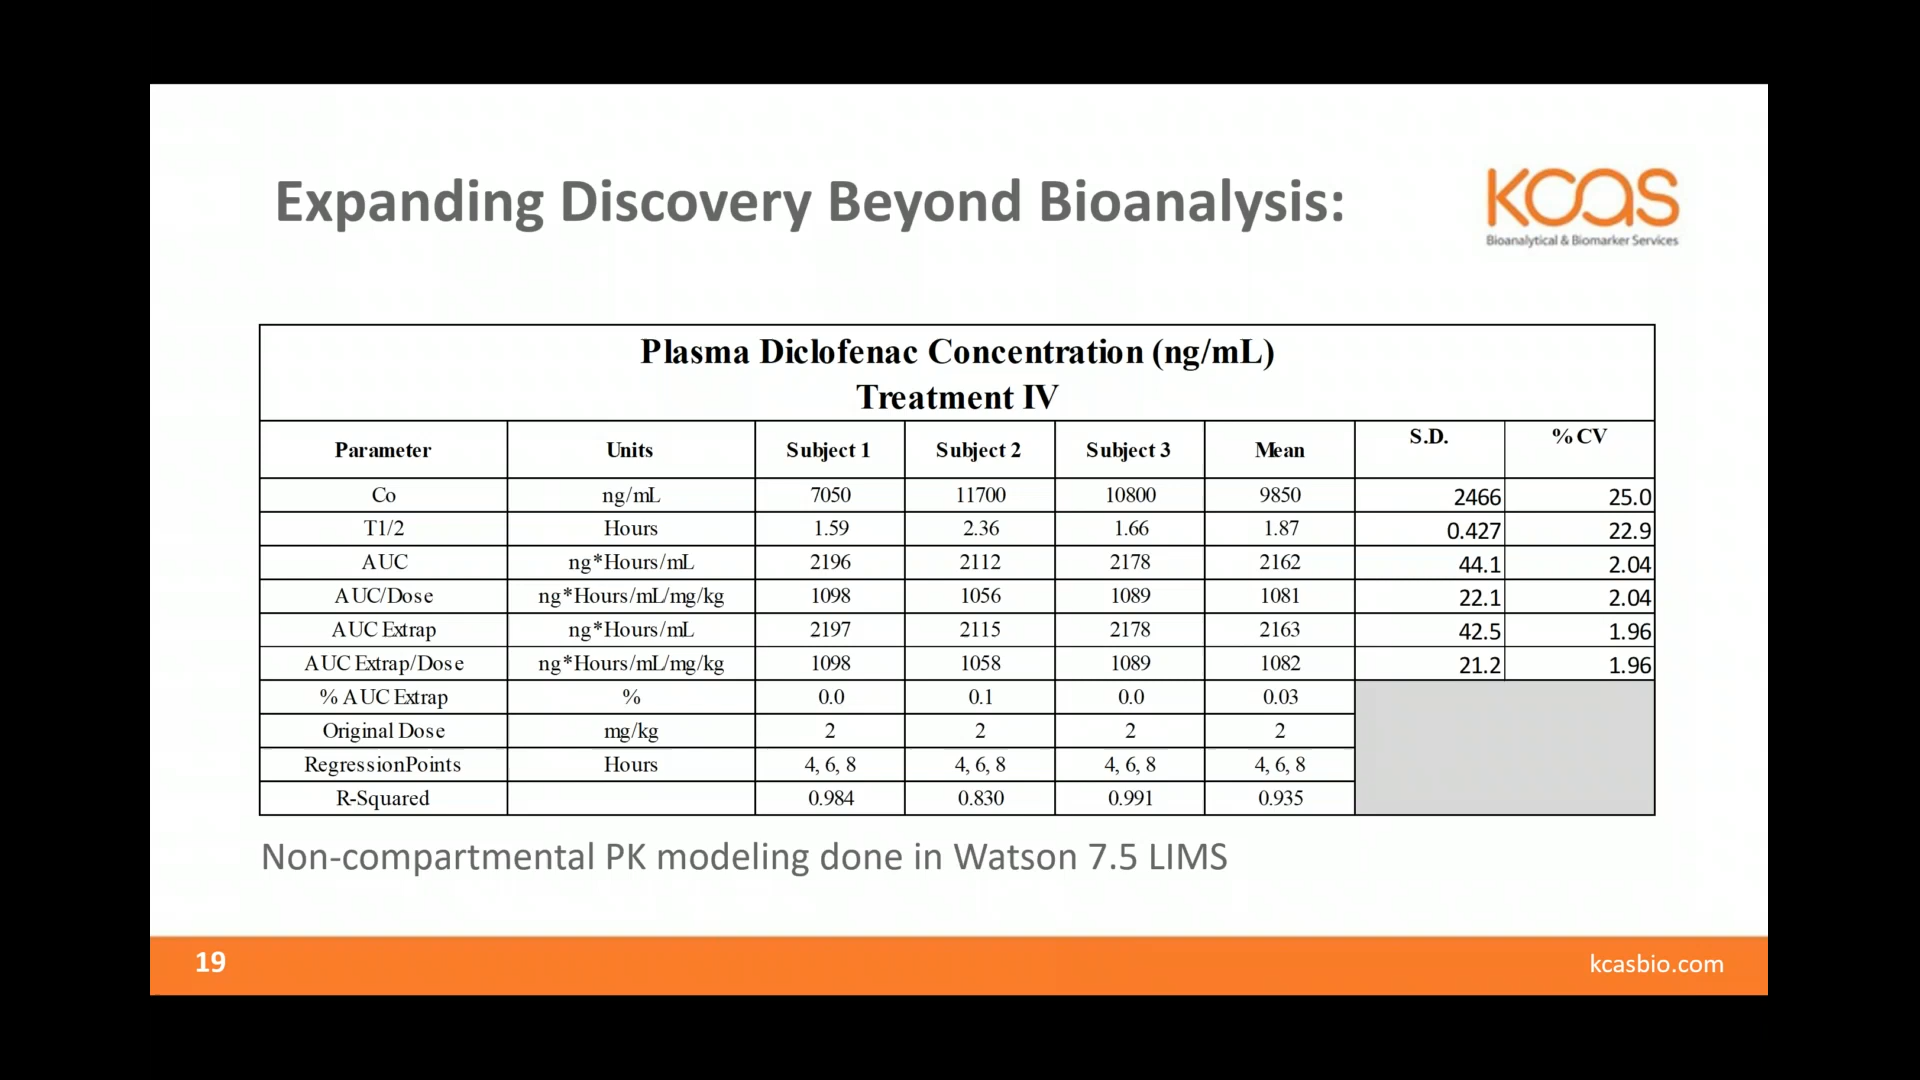 Expanding Discovery Beyond Bioanalysis:
KCAS
Bioanalytical & Biomarker Services
Plasma Diclofenac Concentration (ng/mL)
Treatment IV
Parameter Units Subject 1 Subject 2 Subject 3 Mean S.D. % CV
Co ng/mL 7050 11700 10800 9850 2466 25.0
T1/2 Hours 1.59 2.36 1.66 1.87 0.427 22.9
AUC ng*Hours/mL 2196 2112 2178 2162 44.1 2.04
AUC/Dose ng*Hours/mL/mg/kg 1098 1056 1089 1081 22.1 2.04
AUC Extrap ng*Hours/mL 2197 2115 2178 2163 42.5 1.96
AUC Extrap/Dose ng*Hours/mL/mg/kg 1098 1058 1089 1082 21.2 1.96
% AUC Extrap % 0.0 0.1 0.0 0.03
Original Dose mg/kg 2 2 2 2
RegressionPoints Hours 4, 6, 8 4, 6, 8 4, 6, 8 4, 6, 8
R-Squared 0.984 0.830 0.991 0.935
Non-compartmental PK modeling done in Watson 7.5 LIMS
19
kcasbio.com